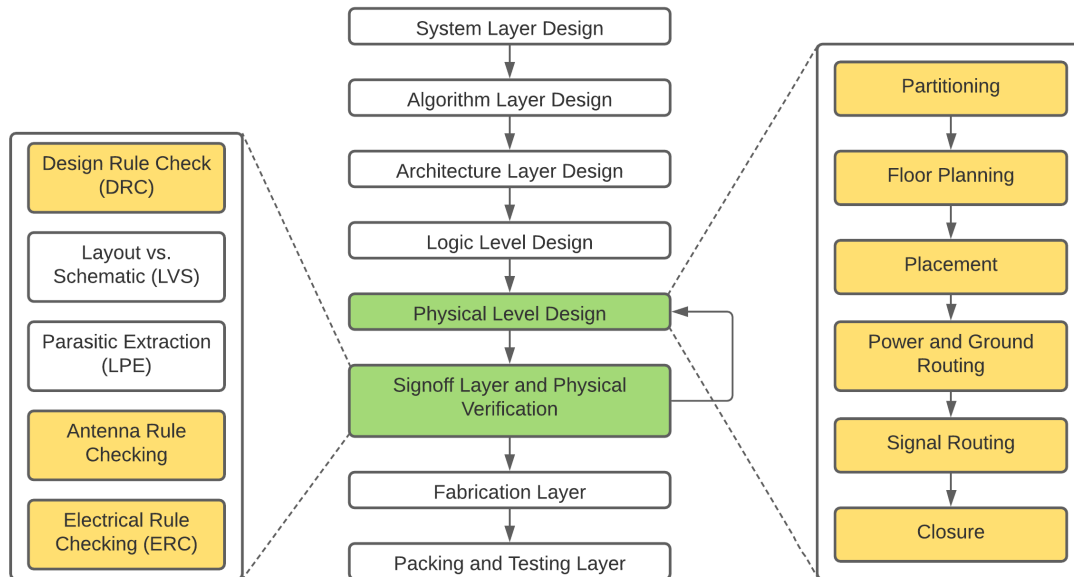 System Layer Design
Algorithm Layer Design
Architecture Layer Design
Logic Level Design
Physical Level Design
Signoff Layer and Physical
Verification
Fabrication Layer
Packing and Testing Layer
Design Rule Check
(DRC)
Layout vs.
Schematic (LVS)
Parasitic Extraction
(LPE)
Antenna Rule
Checking
Electrical Rule
Checking (ERC)
Partitioning
Floor Planning
Placement
Power and Ground
Routing
Signal Routing
Closure